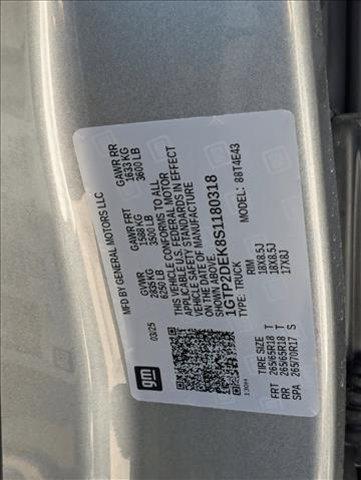 MFD BY GENERAL MOTORS LLC
03/25
GVWR GAWR FRT GAWR RR
2835 KG 1588 KG 1633 KG
6250 LB 3500 LB 3600 LB
THIS VEHICLE CONFORMS TO ALL
APPLICABLE U.S. FEDERAL MOTOR
VEHICLE SAFETY STANDARDS IN EFFECT
ON THE DATE OF MANUFACTURE
SHOWN ABOVE.
1GTP2DEK8S1180318
TYPE: TRUCK MODEL: 88T4E43
gm
TIRE SIZE RIM
FRT 265/65R18 T 18X8.5J
RR 265/65R18 T 18X8.5J
SPA 265/70R17 S 17X8J